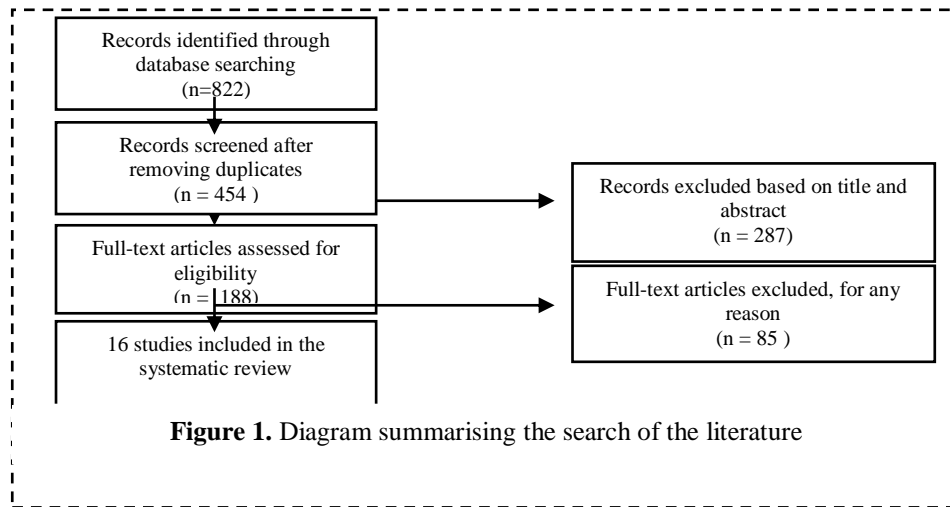 Records identified through
database searching
(n=822)
Records screened after
removing duplicates
(n = 454 )
Records excluded based on title and
abstract
(n = 287)
Full-text articles assessed for
eligibility
(n = 188)
Full-text articles excluded, for any
reason
(n = 85 )
16 studies included in the
systematic review
Figure 1. Diagram summarising the search of the literature